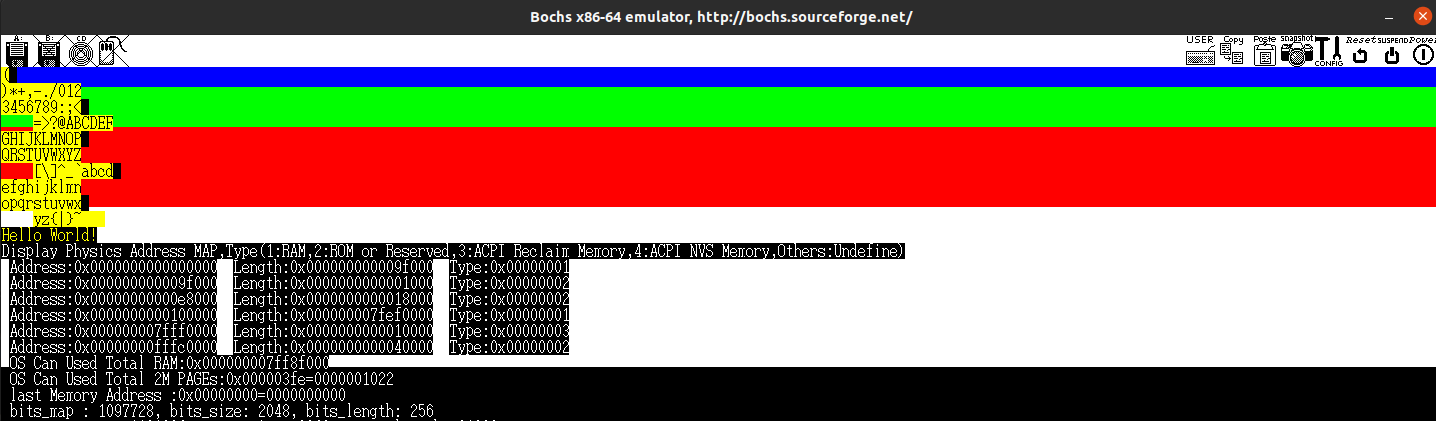 Bochs x86-64 emulator, http://bochs.sourceforge.net/
A: B: CD USER Copy Paste snapshot CONFIG Reset SUSPEND Power
(
)*+,-./012
3456789:;<
=>?@ABCDEF
GHIJKLMNOP
QRSTUVWXYZ
[\]^_`abcd
efghijklmn
opqrstuvwx
yz{|}~
Hello World!
Display Physics Address MAP,Type(1:RAM,2:ROM or Reserved,3:ACPI Reclaim Memory,4:ACPI NVS Memory,Others:Undefine)
Address:0x0000000000000000 Length:0x000000000009f000 Type:0x00000001
Address:0x000000000009f000 Length:0x0000000000001000 Type:0x00000002
Address:0x00000000000e8000 Length:0x0000000000018000 Type:0x00000002
Address:0x0000000000100000 Length:0x000000007fef0000 Type:0x00000001
Address:0x000000007fff0000 Length:0x0000000000010000 Type:0x00000003
Address:0x00000000fffc0000 Length:0x0000000000040000 Type:0x00000002
OS Can Used Total RAM:0x000000007ff8f000
OS Can Used Total 2M PAGEs:0x000003fe=0000001022
last Memory Address :0x00000000=0000000000
bits_map : 1097728, bits_size: 2048, bits_length: 256